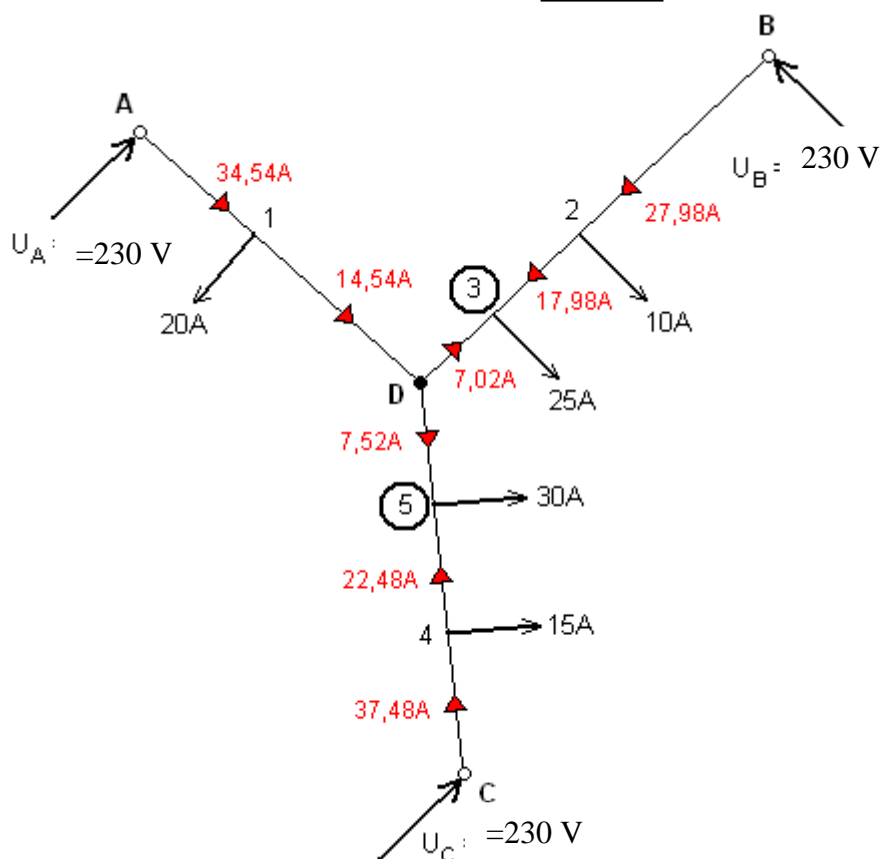 B
A
34,54A
U_B = 230 V
27,98A
1
2
U_A = =230 V
14,54A
3
17,98A
20A
10A
7,02A
D
25A
7,52A
5
30A
22,48A
4
15A
37,48A
C
U_C = =230 V